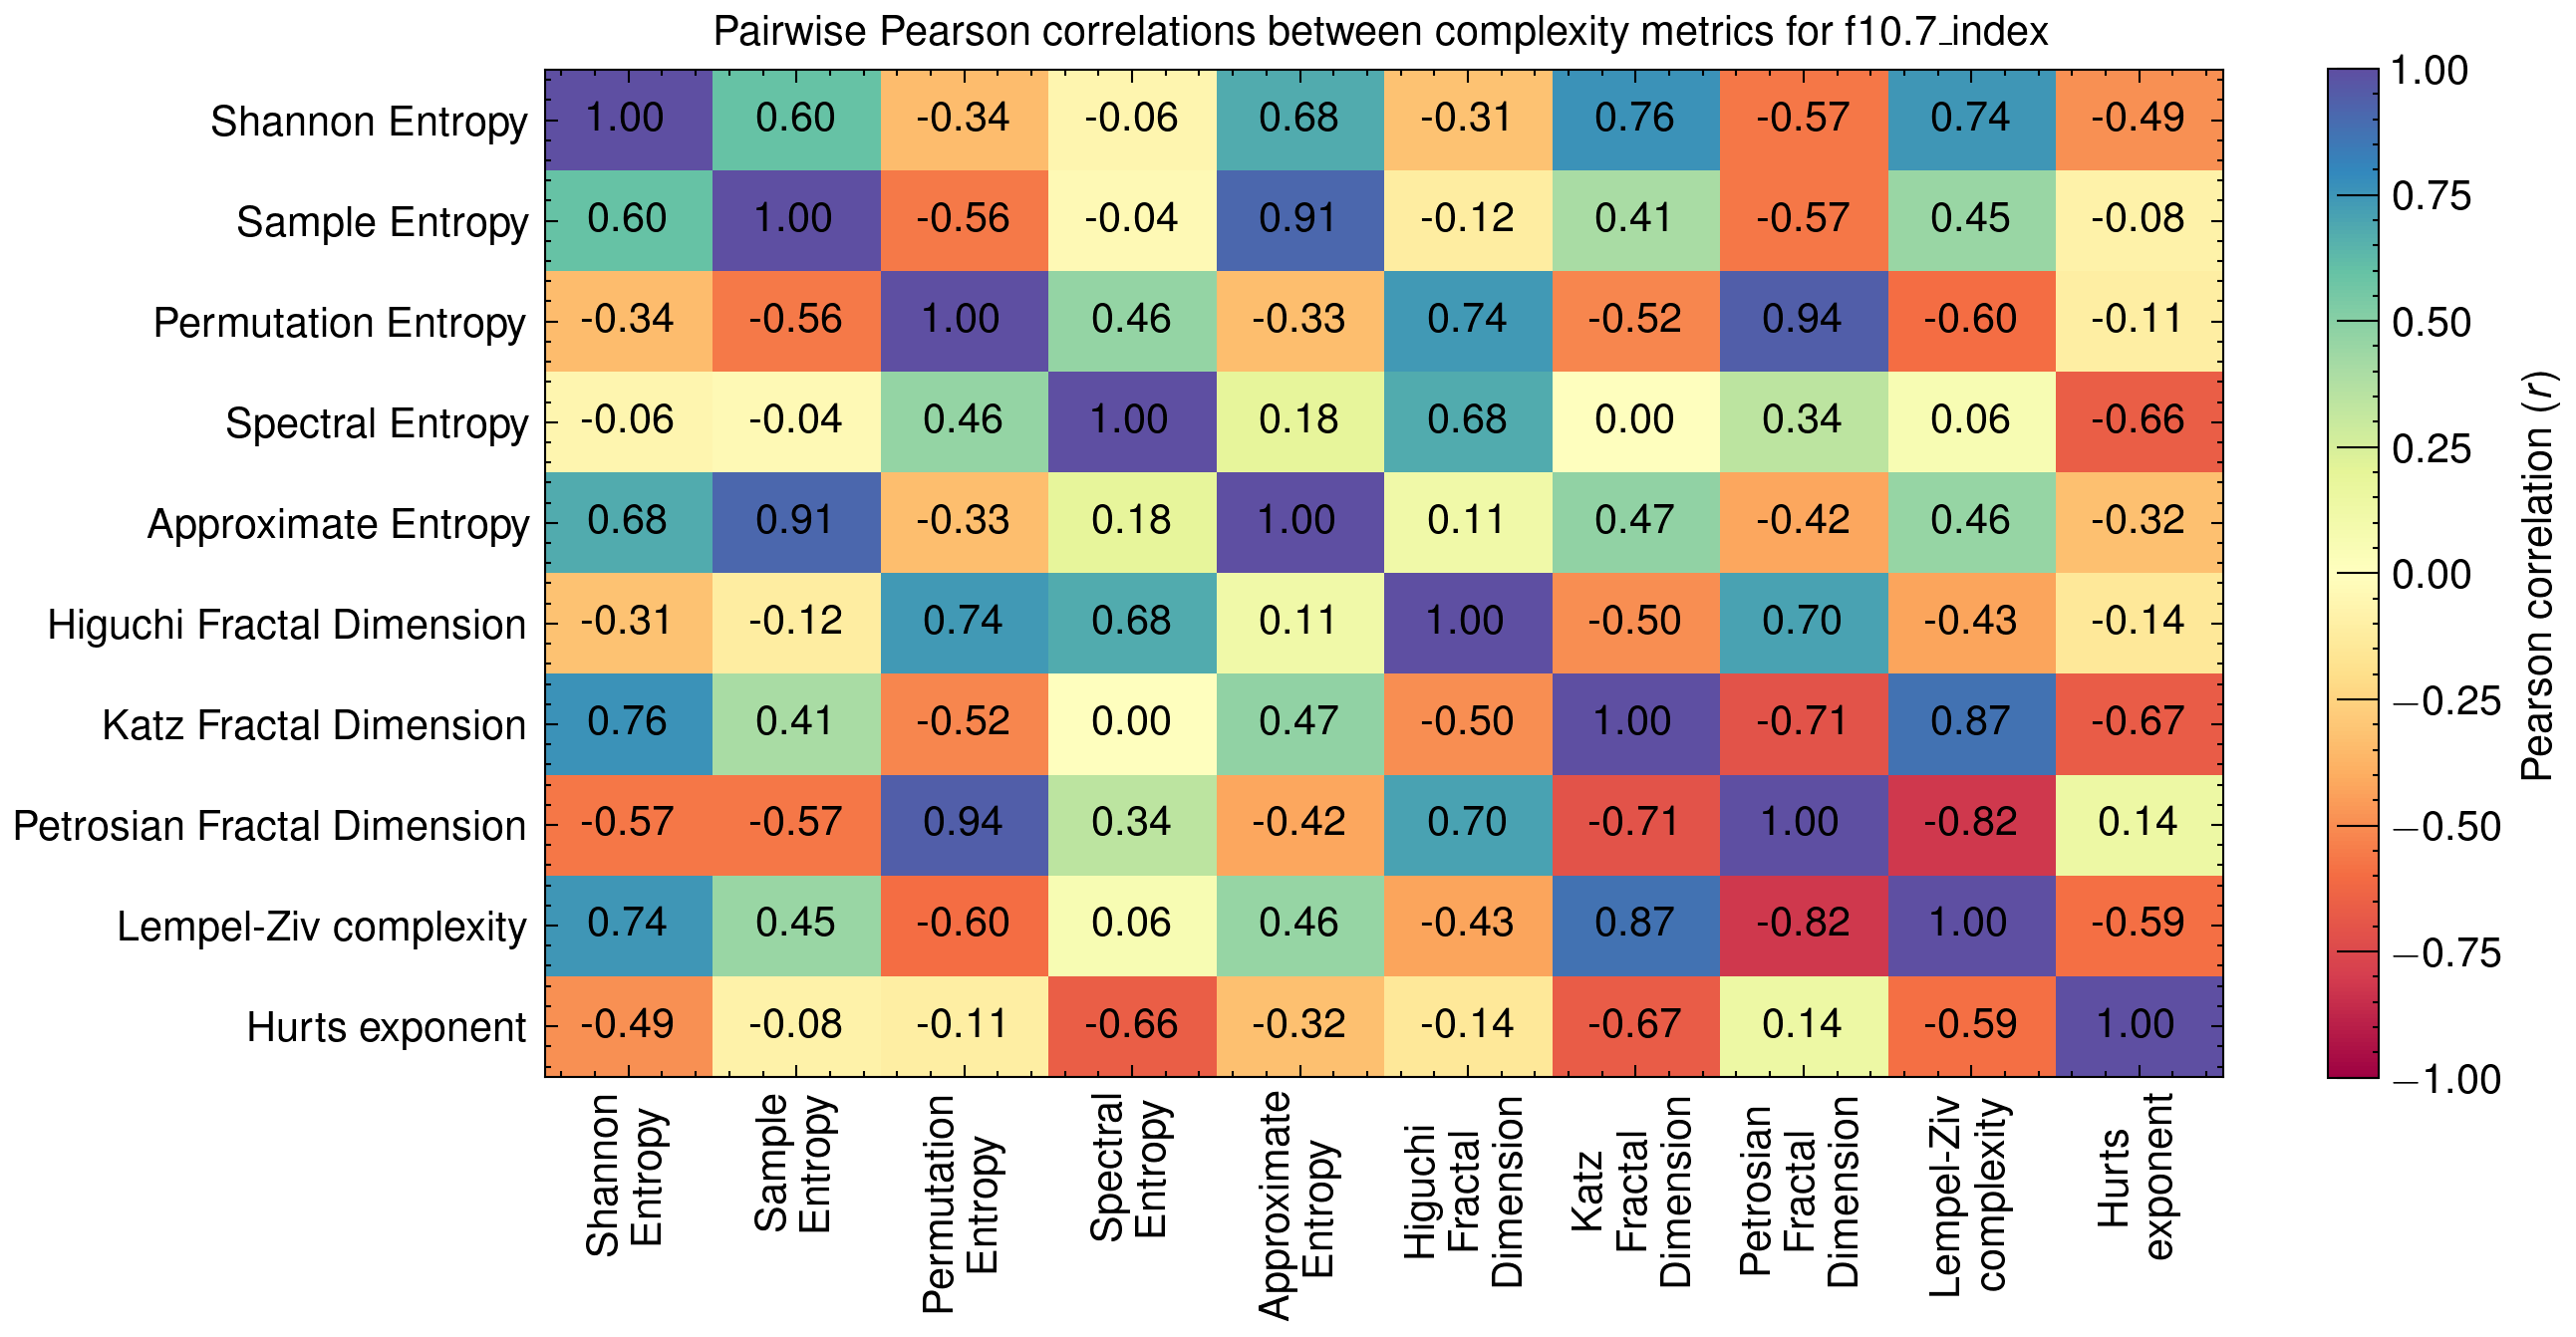 Pairwise Pearson correlations between complexity metrics for f10.7_index
Shannon Entropy 1.00 0.60 -0.34 -0.06 0.68 -0.31 0.76 -0.57 0.74 -0.49
Sample Entropy 0.60 1.00 -0.56 -0.04 0.91 -0.12 0.41 -0.57 0.45 -0.08
Permutation Entropy -0.34 -0.56 1.00 0.46 -0.33 0.74 -0.52 0.94 -0.60 -0.11
Spectral Entropy -0.06 -0.04 0.46 1.00 0.18 0.68 0.00 0.34 0.06 -0.66
Approximate Entropy 0.68 0.91 -0.33 0.18 1.00 0.11 0.47 -0.42 0.46 -0.32
Higuchi Fractal Dimension -0.31 -0.12 0.74 0.68 0.11 1.00 -0.50 0.70 -0.43 -0.14
Katz Fractal Dimension 0.76 0.41 -0.52 0.00 0.47 -0.50 1.00 -0.71 0.87 -0.67
Petrosian Fractal Dimension -0.57 -0.57 0.94 0.34 -0.42 0.70 -0.71 1.00 -0.82 0.14
Lempel-Ziv complexity 0.74 0.45 -0.60 0.06 0.46 -0.43 0.87 -0.82 1.00 -0.59
Hurts exponent -0.49 -0.08 -0.11 -0.66 -0.32 -0.14 -0.67 0.14 -0.59 1.00
Shannon
Entropy
Sample
Entropy
Permutation
Entropy
Spectral
Entropy
Approximate
Entropy
Higuchi
Fractal
Dimension
Katz
Fractal
Dimension
Petrosian
Fractal
Dimension
Lempel-Ziv
complexity
Hurts
exponent
1.00
0.75
0.50
0.25
0.00
−0.25
−0.50
−0.75
−1.00
Pearson correlation (r)